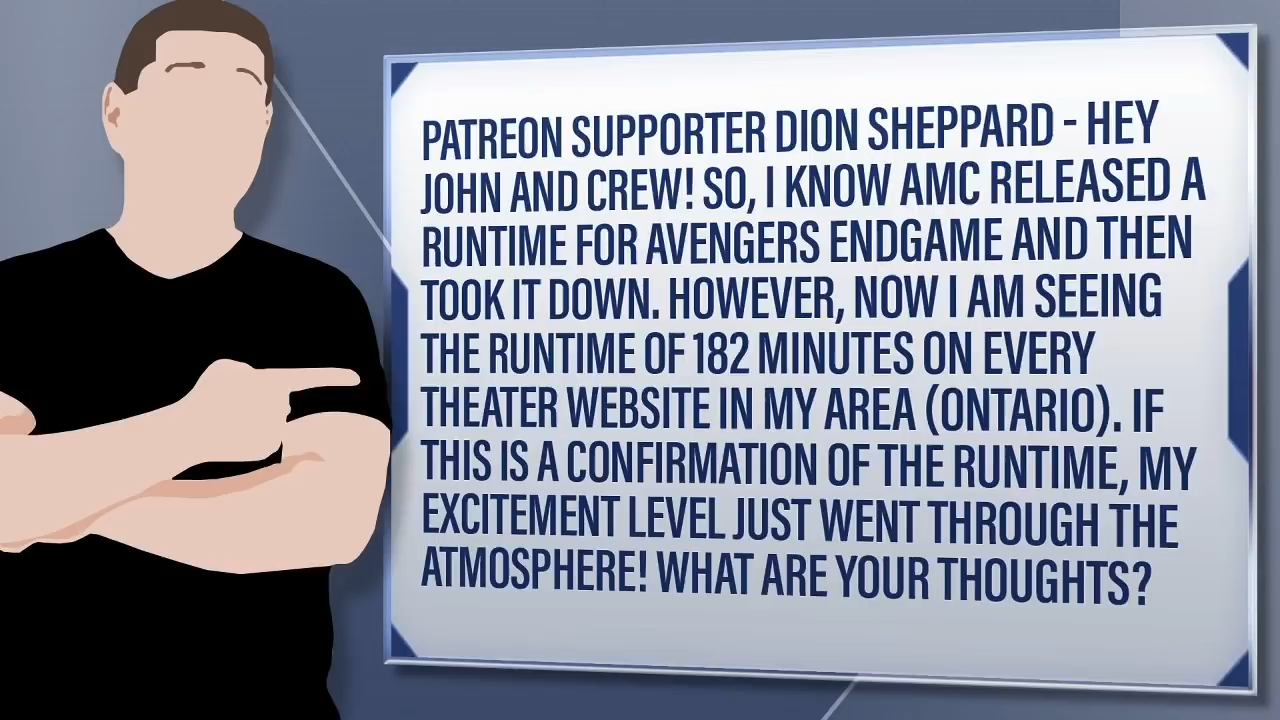 PATREON SUPPORTER DION SHEPPARD - HEY
JOHN AND CREW! SO, I KNOW AMC RELEASED A
RUNTIME FOR AVENGERS ENDGAME AND THEN
TOOK IT DOWN. HOWEVER, NOW I AM SEEING
THE RUNTIME OF 182 MINUTES ON EVERY
THEATER WEBSITE IN MY AREA (ONTARIO). IF
THIS IS A CONFIRMATION OF THE RUNTIME, MY
EXCITEMENT LEVEL JUST WENT THROUGH THE
ATMOSPHERE! WHAT ARE YOUR THOUGHTS?